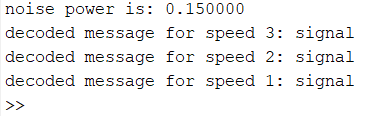 noise power is: 0.150000
decoded message for speed 3: signal
decoded message for speed 2: signal
decoded message for speed 1: signal
>>